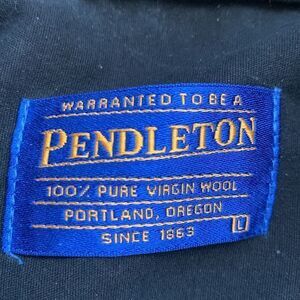 WARRANTED TO BE A
PENDLETON
100% PURE VIRGIN WOOL
PORTLAND, OREGON
SINCE 1863
L